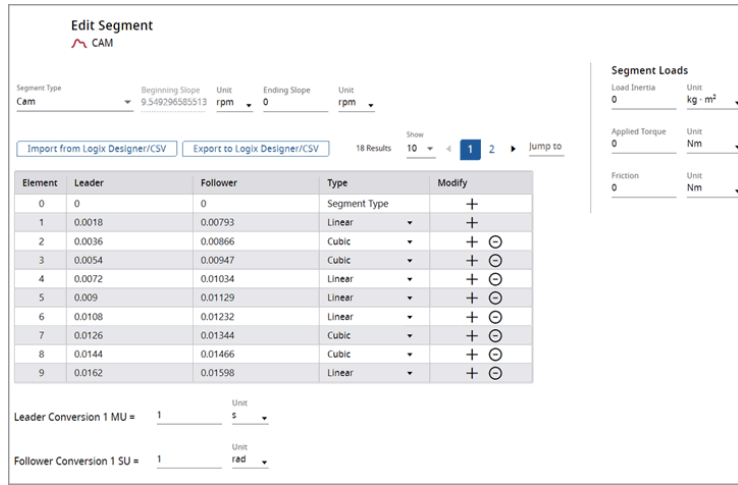 Edit Segment
CAM
Segment Type
Cam
Beginning Slope
9.549296585513
Unit
rpm
Ending Slope
0
Unit
rpm
Segment Loads
Load Inertia
0
Unit
kg · m²
Applied Torque
0
Unit
Nm
Friction
0
Unit
Nm
Import from Logix Designer/CSV
Export to Logix Designer/CSV
18 Results
Show
10
1
2
Jump to
Element Leader Follower Type Modify
0 0 0 Segment Type
1 0.0018 0.00793 Linear
2 0.0036 0.00866 Cubic
3 0.0054 0.00947 Cubic
4 0.0072 0.01034 Linear
5 0.009 0.01129 Linear
6 0.0108 0.01232 Linear
7 0.0126 0.01344 Cubic
8 0.0144 0.01466 Cubic
9 0.0162 0.01598 Linear
Leader Conversion 1 MU = 1
Unit
s
Follower Conversion 1 SU = 1
Unit
rad